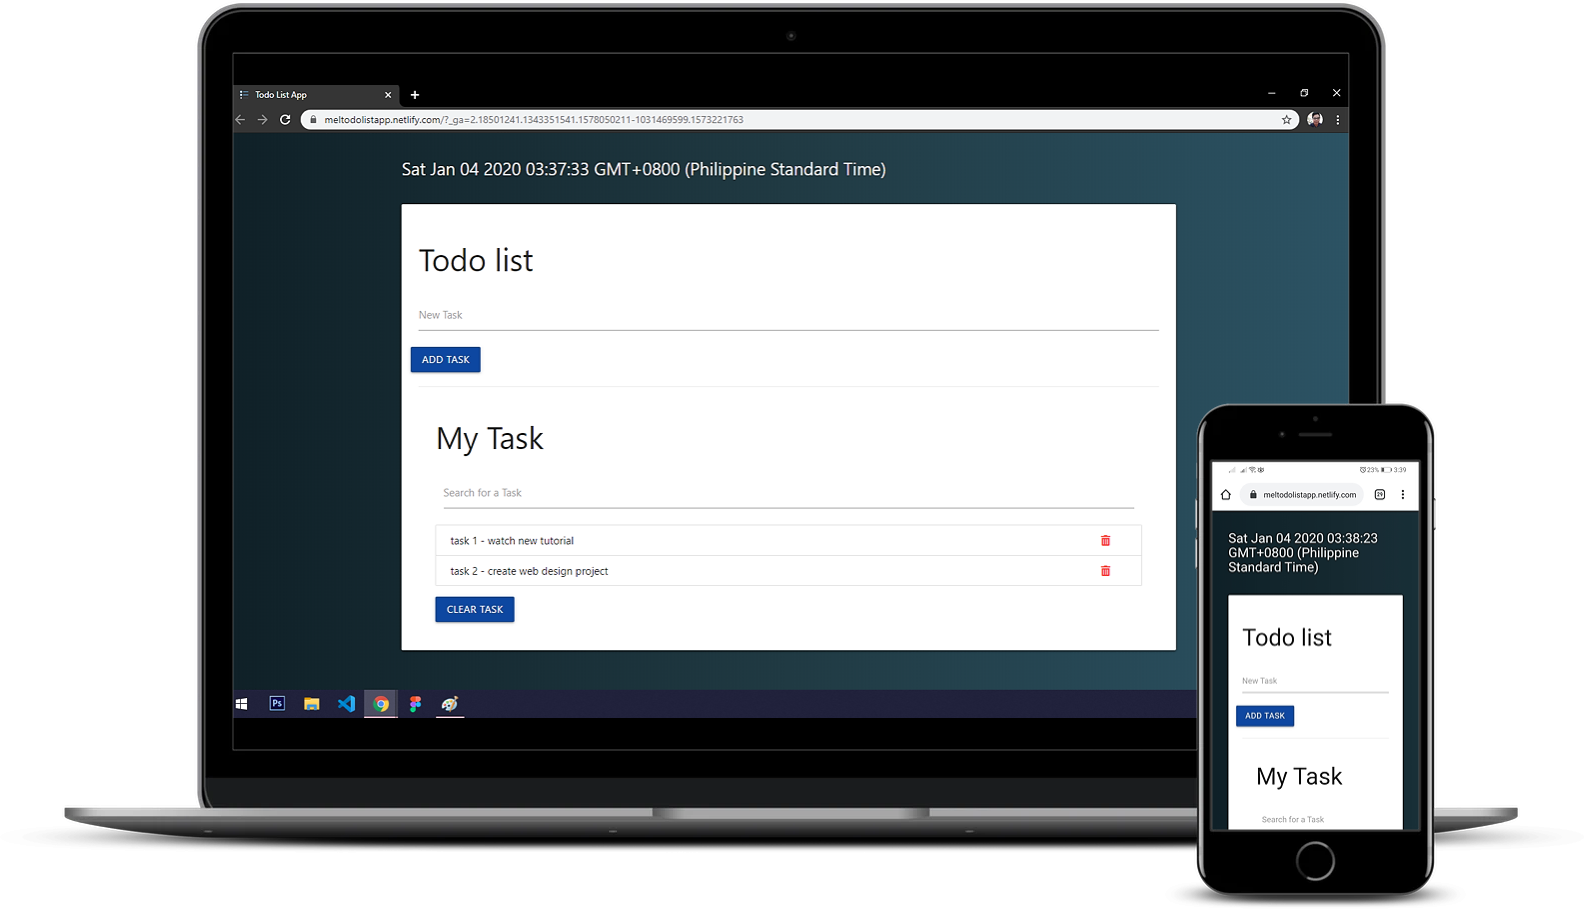 Todo List App
meltodolistapp.netlify.com/?_ga=2.18501241.1343351541.1578050211-1031469599.1573221763
Sat Jan 04 2020 03:37:33 GMT+0800 (Philippine Standard Time)
Todo list
New Task
ADD TASK
My Task
Search for a Task
task 1 - watch new tutorial
task 2 - create web design project
CLEAR TASK
Ps
23% 3:39
meltodolistapp.netlify.com 29
Sat Jan 04 2020 03:38:23
GMT+0800 (Philippine
Standard Time)
Todo list
New Task
ADD TASK
My Task
Search for a Task